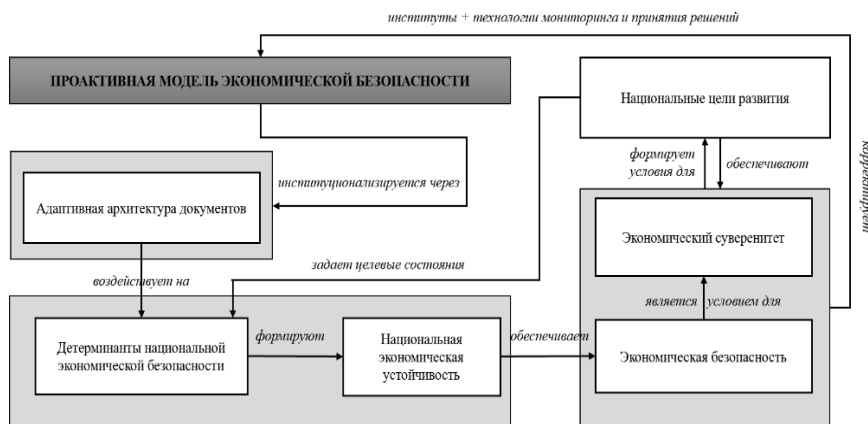 институты + технологии мониторинга и принятия решений
ПРОАКТИВНАЯ МОДЕЛЬ ЭКОНОМИЧЕСКОЙ БЕЗОПАСНОСТИ
Национальные цели развития
корректирует
формирует
условия для
обеспечивают
институционализируется через
Адаптивная архитектура документов
Экономический суверенитет
задает целевые состояния
воздействует на
является условием для
Детерминанты национальной
экономической безопасности
формируют
Национальная
экономическая
устойчивость
обеспечивает
Экономическая безопасность